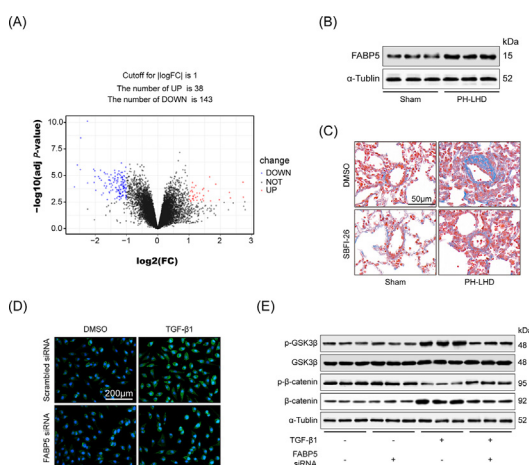 (A)
Cutoff for |logFC| is 1
The number of UP is 38
The number of DOWN is 143
−log10(adj P-value)
10.0
7.5
5.0
2.5
0.0
-2
-1
0
1
2
3
log2(FC)
change
DOWN
NOT
UP
(B)
kDa
FABP5
15
α-Tublin
52
Sham
PH-LHD
(C)
DMSO
50μm
SBFI-26
Sham
PH-LHD
(D)
DMSO
TGF-β1
Scrambled siRNA
200μm
FABP5 siRNA
(E)
kDa
p-GSK3β
48
GSK3β
48
p-β-catenin
95
β-catenin
92
α-Tublin
52
TGF-β1
-
-
+
+
FABP5
siRNA
-
+
-
+